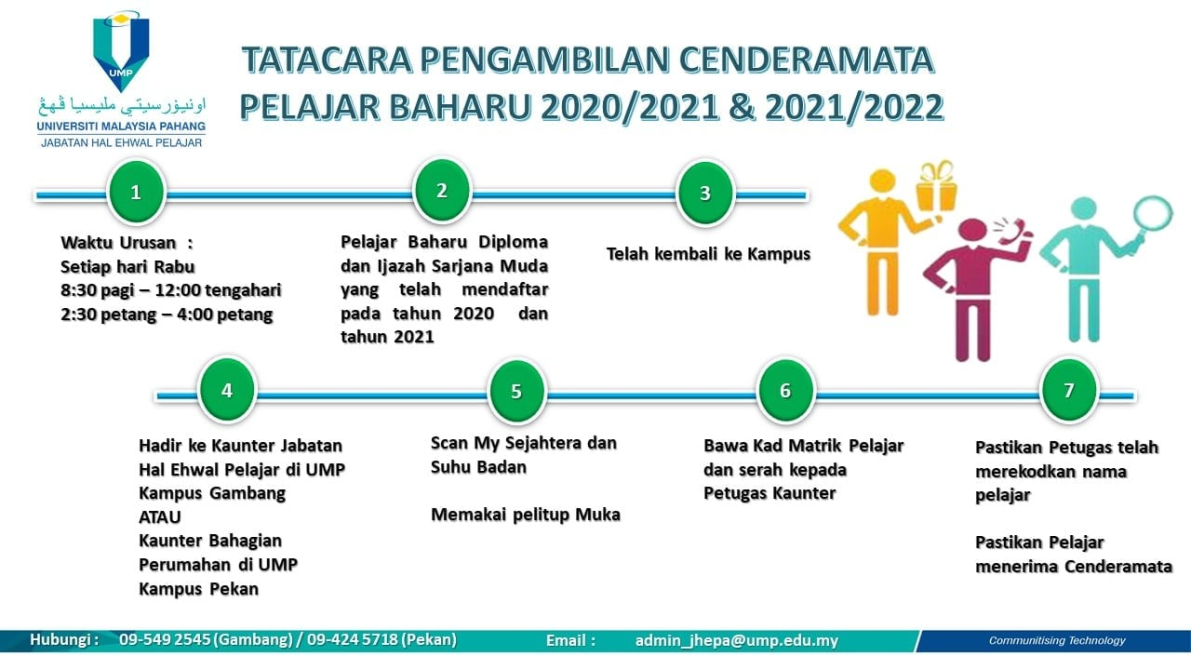 UMP
اونيۏرسيتي مليسيا ڤهڠ
UNIVERSITI MALAYSIA PAHANG
JABATAN HAL EHWAL PELAJAR
TATACARA PENGAMBILAN CENDERAMATA
PELAJAR BAHARU 2020/2021 & 2021/2022
1
Waktu Urusan :
Setiap hari Rabu
8:30 pagi – 12:00 tengahari
2:30 petang – 4:00 petang
2
Pelajar Baharu Diploma
dan Ijazah Sarjana Muda
yang telah mendaftar
pada tahun 2020 dan
tahun 2021
3
Telah kembali ke Kampus
4
Hadir ke Kaunter Jabatan
Hal Ehwal Pelajar di UMP
Kampus Gambang
ATAU
Kaunter Bahagian
Perumahan di UMP
Kampus Pekan
5
Scan My Sejahtera dan
Suhu Badan
Memakai pelitup Muka
6
Bawa Kad Matrik Pelajar
dan serah kepada
Petugas Kaunter
7
Pastikan Petugas telah
merekodkan nama
pelajar
Pastikan Pelajar
menerima Cenderamata
Hubungi : 09-549 2545 (Gambang) / 09-424 5718 (Pekan) Email : admin_jhepa@ump.edu.my Communitising Technology